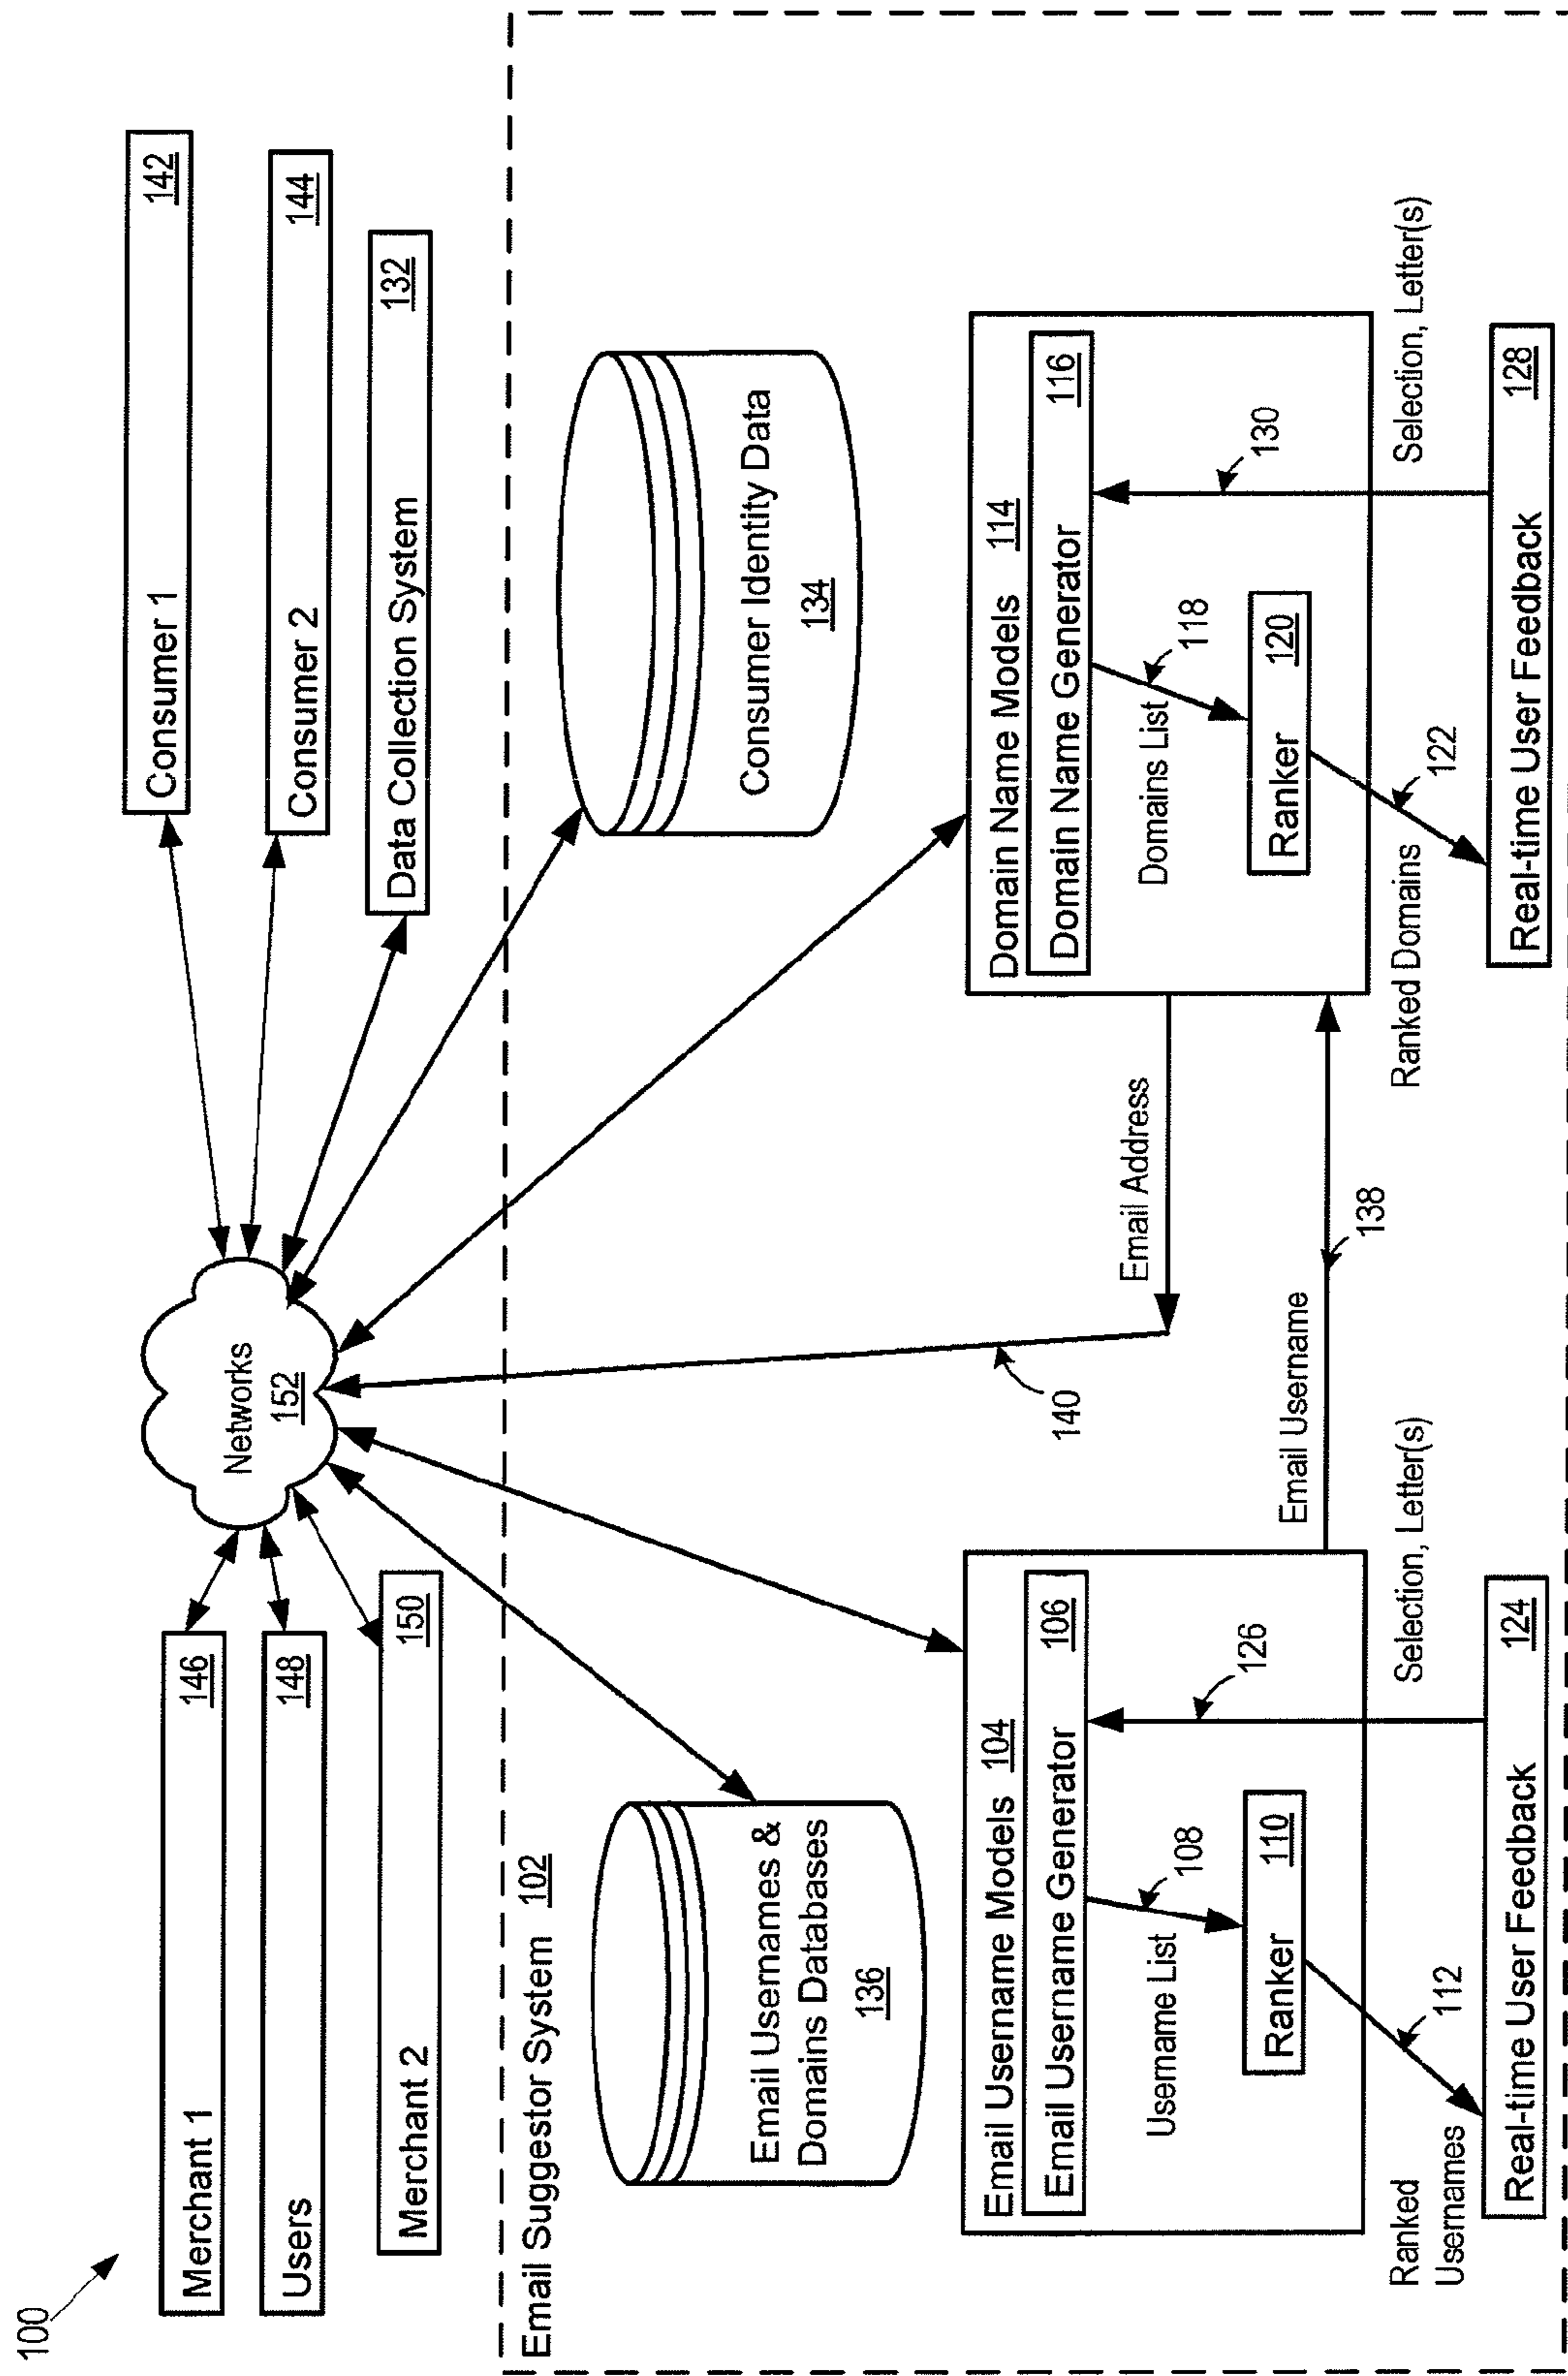 100
Merchant 1 146
Users 148
Merchant 2 150
Networks
152
Consumer 1 142
Consumer 2 144
Data Collection System 132
Email Suggestor System 102
Email Usernames &
Domains Databases
136
Consumer Identity Data
134
Email Username Models 104
Email Username Generator 106
Username List
108
Ranker 110
126
Ranked
Usernames
112
Selection, Letter(s)
Real-time User Feedback 124
140
Email Address
Email Username
138
Domain Name Models 114
Domain Name Generator 116
Domains List
118
Ranker 120
130
Ranked Domains
122
Selection, Letter(s)
Real-time User Feedback 128